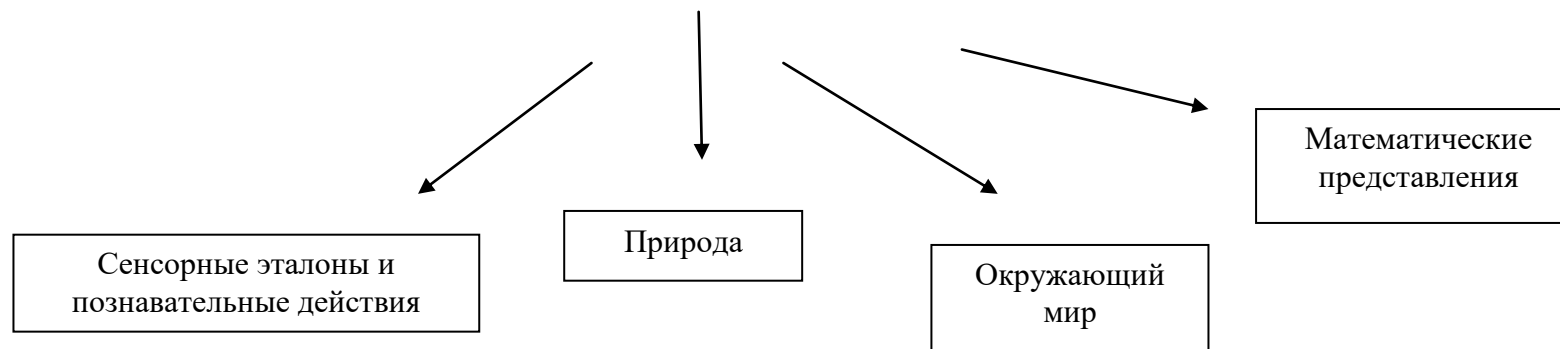 Сенсорные эталоны и
познавательные действия
Природа
Окружающий
мир
Математические
представления